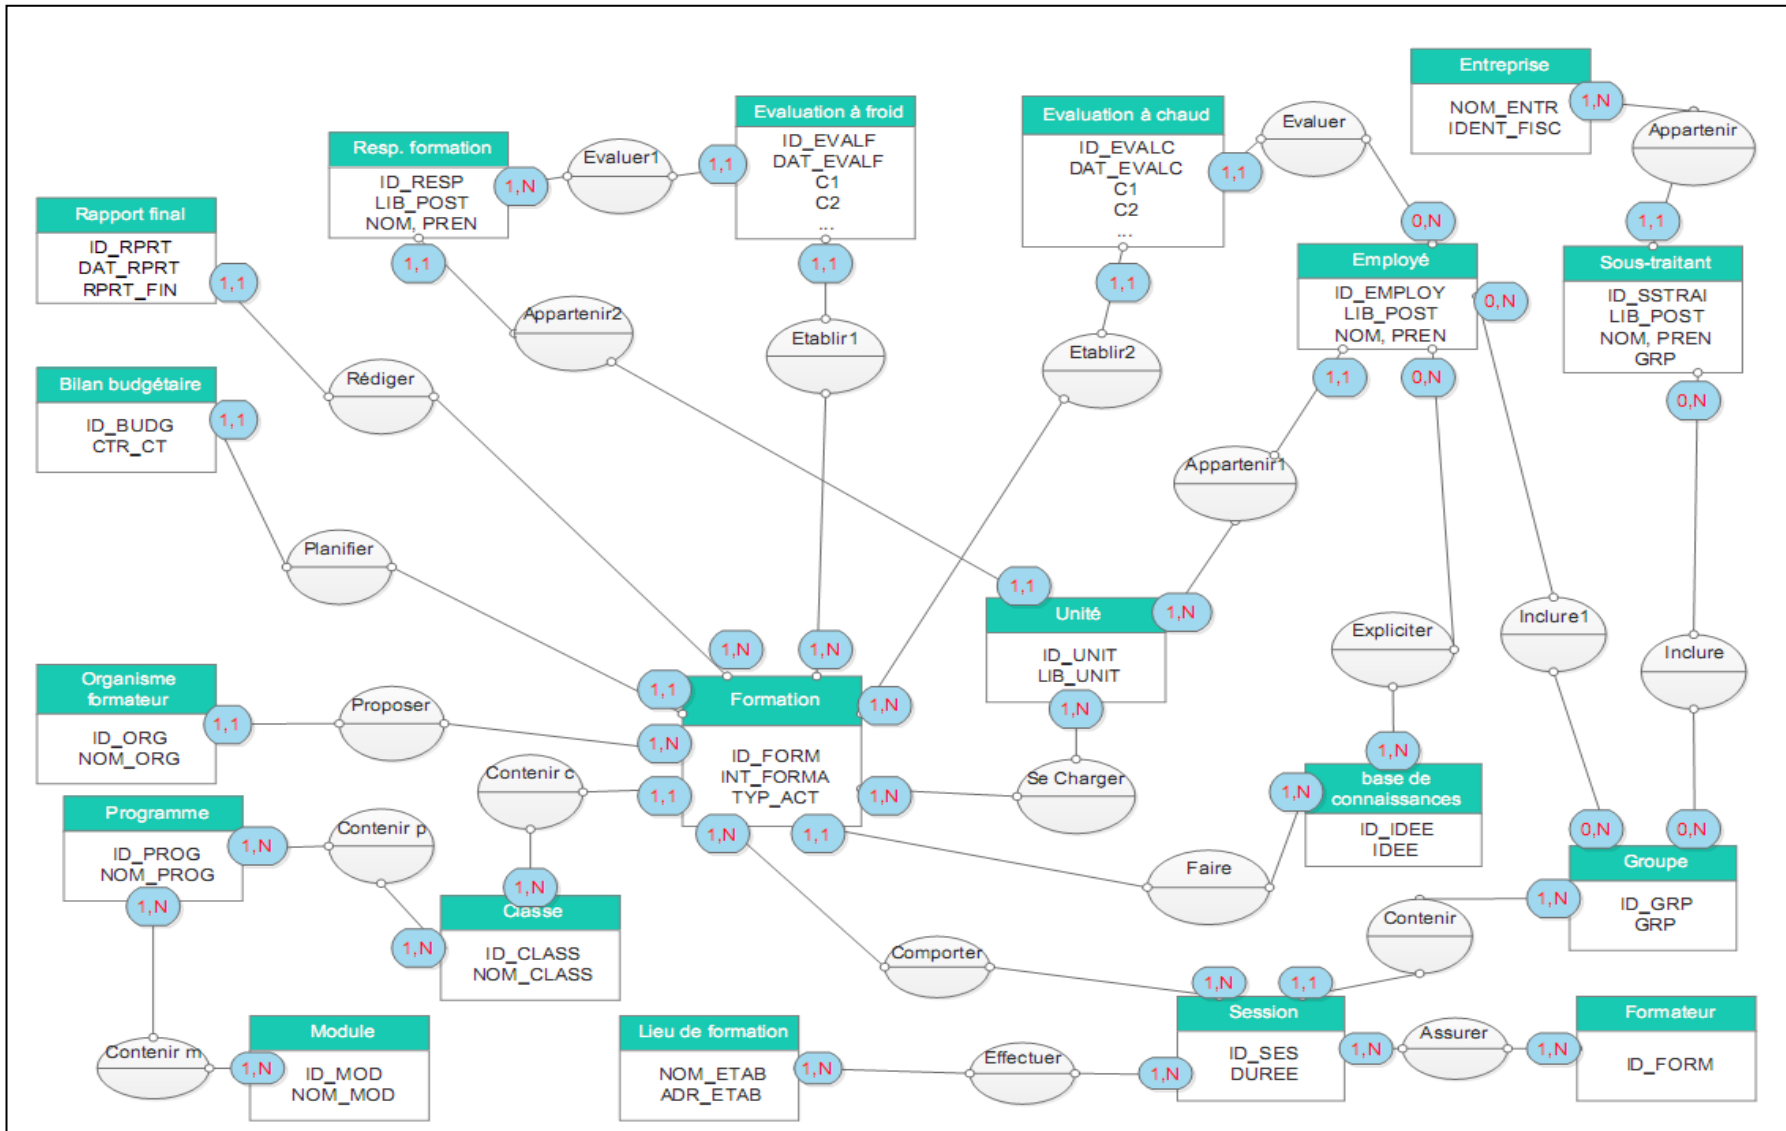 Entreprise
1,N
NOM_ENTR
IDENT_FISC
Appartenir
1,1
Evaluation à froid
ID_EVALF
DAT_EVALF
C1
C2
...
1,1
1,1
Evaluation à chaud
ID_EVALC
DAT_EVALC
C1
C2
...
1,1
1,1
Evaluer
0,N
Resp. formation
ID_RESP
LIB_POST
NOM, PREN
1,N
1,1
Evaluer1
Rapport final
ID_RPRT
DAT_RPRT
RPRT_FIN
1,1
Appartenir2
Etablir1
Etablir2
Employé
ID_EMPLOY
LIB_POST
NOM, PREN
0,N
1,1
0,N
Sous-traitant
ID_SSTRAI
LIB_POST
NOM, PREN
GRP
0,N
Bilan budgétaire
ID_BUDG
CTR_CT
1,1
Rédiger
Appartenir1
Planifier
1,1
1,N
Unité
ID_UNIT
LIB_UNIT
1,N
Expliciter
Inclure1
Inclure
1,N
1,N
1,1
1,N
Formation
ID_FORM
INT_FORMA
TYP_ACT
1,N
1,1
1,N
1,N
1,1
Organisme
formateur
ID_ORG
NOM_ORG
1,1
Proposer
Contenir c
Se Charger
1,N
1,N
base de
connaissances
ID_IDEE
IDEE
Programme
ID_PROG
NOM_PROG
1,N
1,N
Contenir p
1,N
1,N
Classe
ID_CLASS
NOM_CLASS
Faire
0,N
0,N
Groupe
ID_GRP
GRP
1,N
Contenir
Comporter
1,N
1,1
Session
ID_SES
DUREE
1,N
1,N
Assurer
1,N
Formateur
ID_FORM
Contenir m
1,N
Module
ID_MOD
NOM_MOD
Lieu de formation
NOM_ETAB
ADR_ETAB
1,N
Effectuer